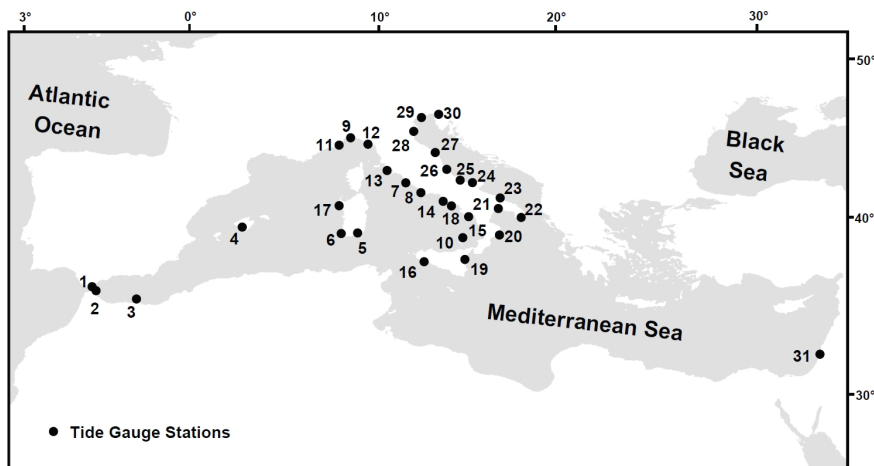 3° 0° 10° 20° 30°
50°
Atlantic
Ocean
Black
Sea
29 30
9 12
11
28 27
26 25 24
13 7 8
23
21 22
14 18
17
15
4 6 5 10 20
16 19
1
2 3
40°
Mediterranean Sea
31
30°
Tide Gauge Stations